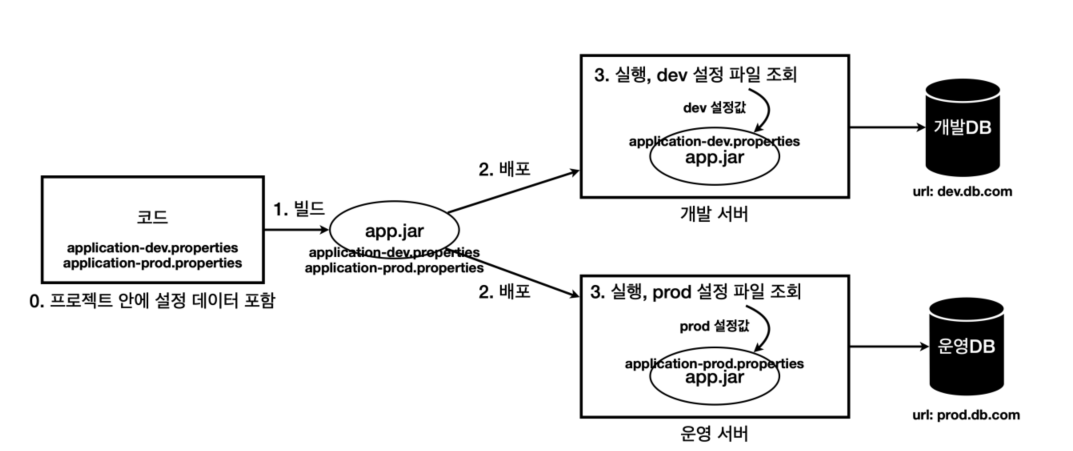 코드
application-dev.properties
application-prod.properties
0. 프로젝트 안에 설정 데이터 포함
1. 빌드
app.jar
application-dev.properties
application-prod.properties
2. 배포
2. 배포
3. 실행, dev 설정 파일 조회
dev 설정값
application-dev.properties
app.jar
개발 서버
개발DB
url: dev.db.com
3. 실행, prod 설정 파일 조회
prod 설정값
application-prod.properties
app.jar
운영 서버
운영DB
url: prod.db.com